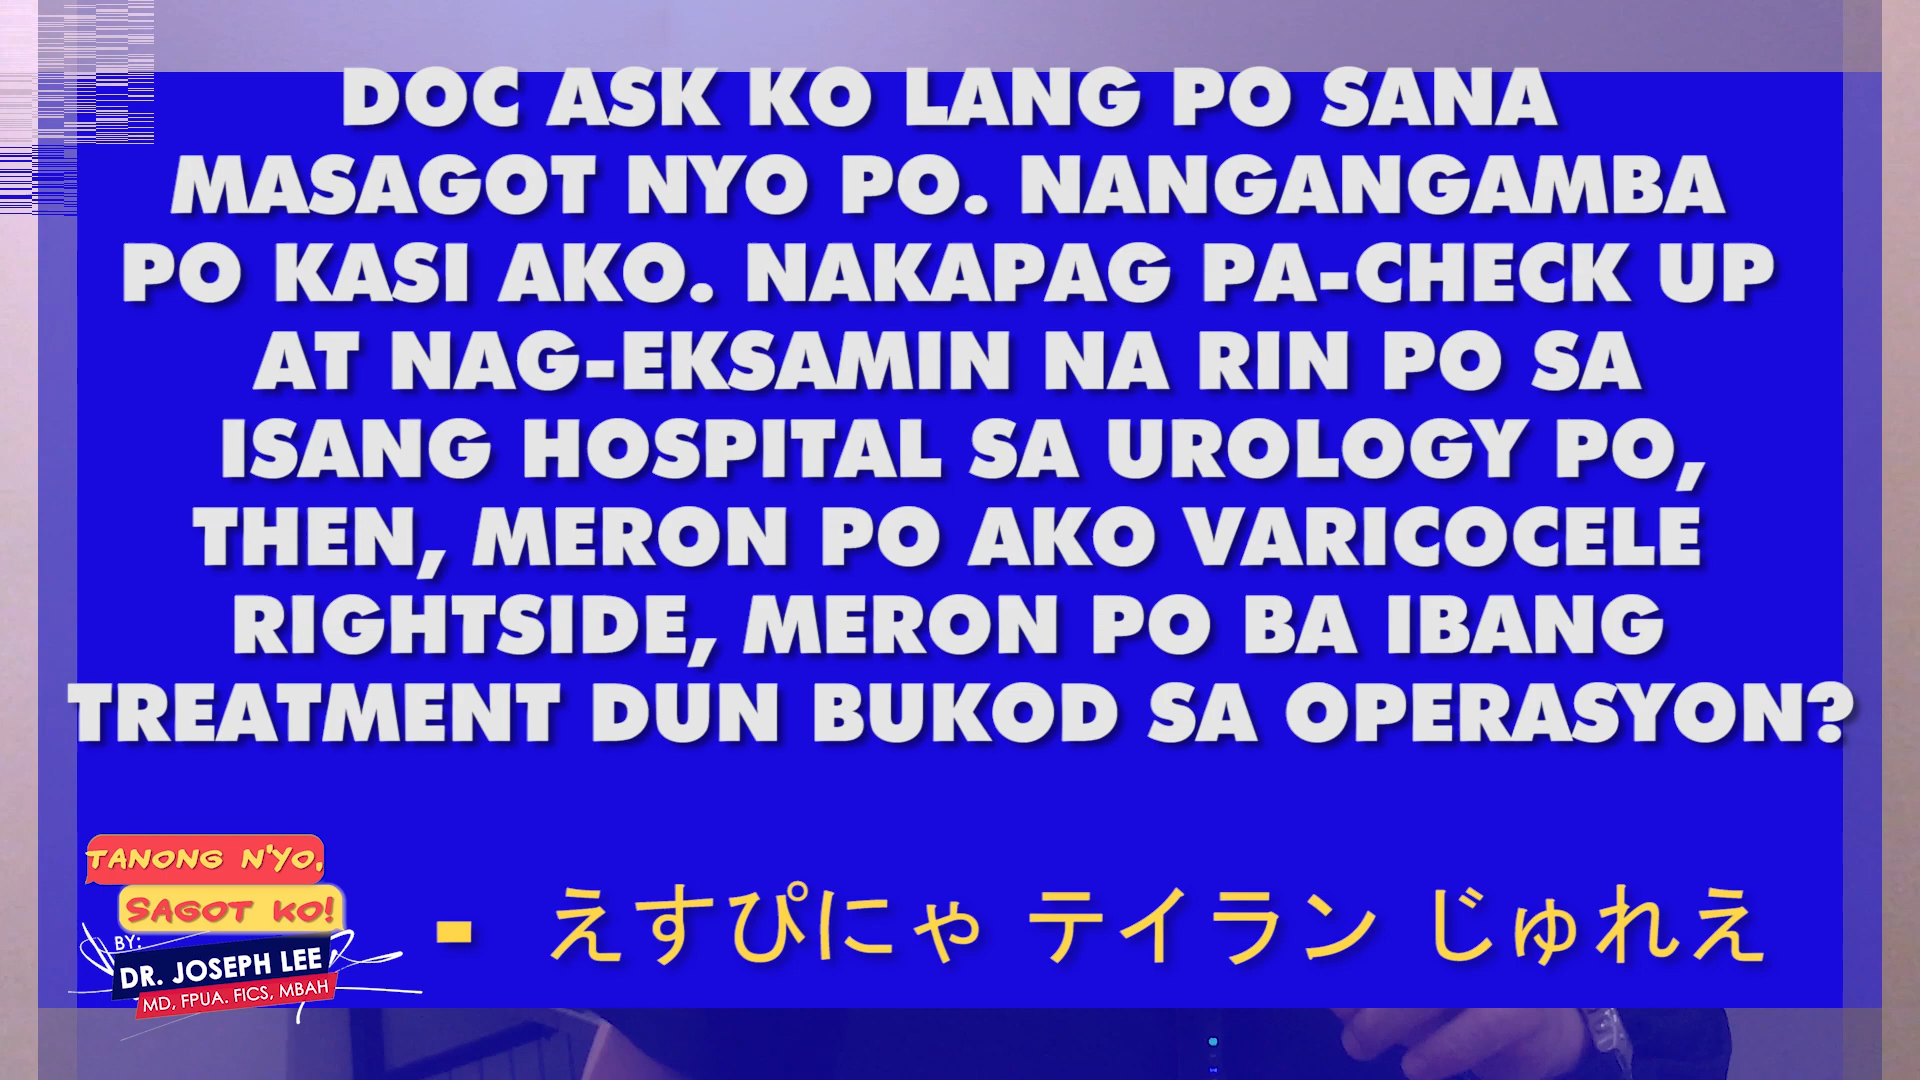 DOC ASK KO LANG PO SANA
MASAGOT NYO PO. NANGANGAMBA
PO KASI AKO. NAKAPAG PA-CHECK UP
AT NAG-EKSAMIN NA RIN PO SA
ISANG HOSPITAL SA UROLOGY PO,
THEN, MERON PO AKO VARICOCELE
RIGHTSIDE, MERON PO BA IBANG
TREATMENT DUN BUKOD SA OPERASYON?
- えすぴにゃ テイラン じゅれえ
TANONG N'YO,
SAGOT KO!
BY:
DR. JOSEPH LEE
MD, FPUA. FICS, MBAH